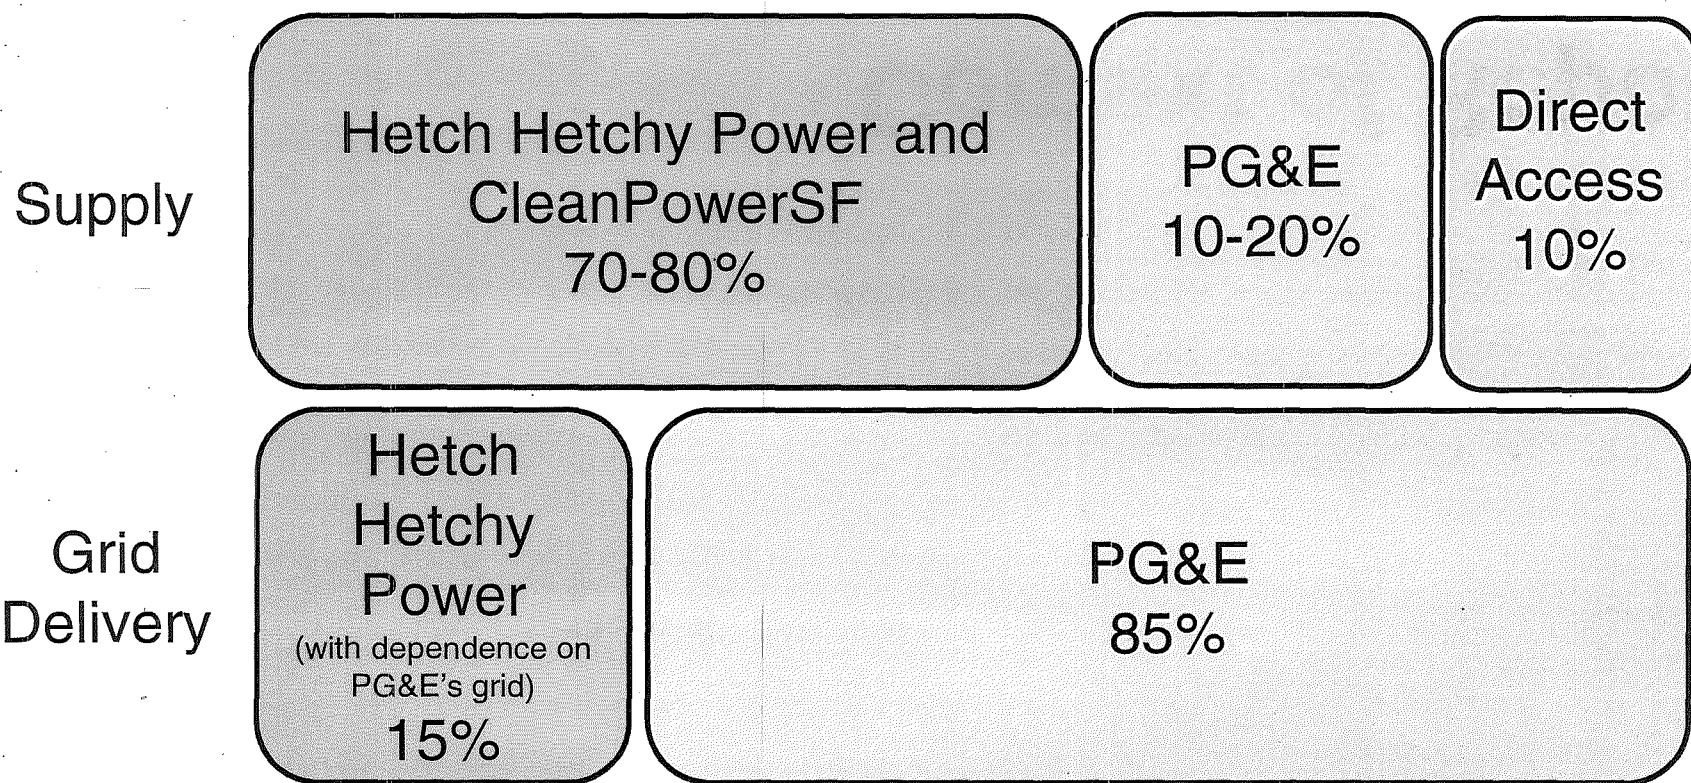 Supply
Hetch Hetchy Power and
CleanPowerSF
70-80%
PG&E
10-20%
Direct
Access
10%
Grid
Delivery
Hetch
Hetchy
Power
(with dependence on
PG&E's grid)
15%
PG&E
85%